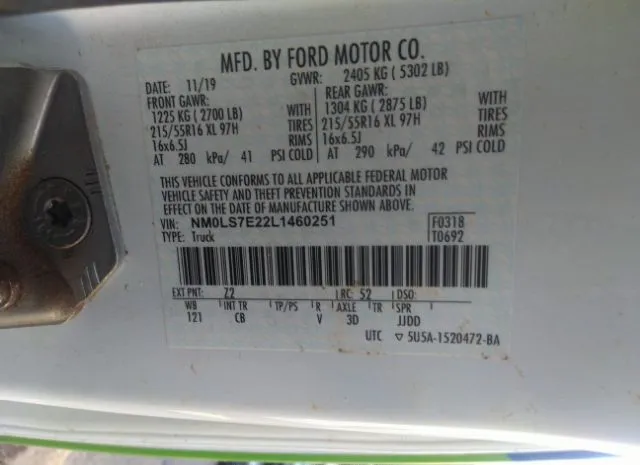 MFD. BY FORD MOTOR CO.
DATE: 11/19 GVWR: 2405 KG ( 5302 LB)
FRONT GAWR: REAR GAWR:
1225 KG ( 2700 LB) WITH 1304 KG ( 2875 LB) WITH
215/55R16 XL 97H TIRES 215/55R16 XL 97H TIRES
16x6.5J RIMS 16x6.5J RIMS
AT 280 kPa/ 41 PSI COLD AT 290 kPa/ 42 PSI COLD
THIS VEHICLE CONFORMS TO ALL APPLICABLE FEDERAL MOTOR
VEHICLE SAFETY AND THEFT PREVENTION STANDARDS IN
EFFECT ON THE DATE OF MANUFACTURE SHOWN ABOVE.
VIN: NM0LS7E22L1460251 F0318
TYPE: Truck T0692
EXT PNT: Z2 RC: 52 DSO:
WB INT TR TP/PS R AXLE TR SPR
121 CB V 3D JJDD
UTC ▽ 5U5A-1520472-BA